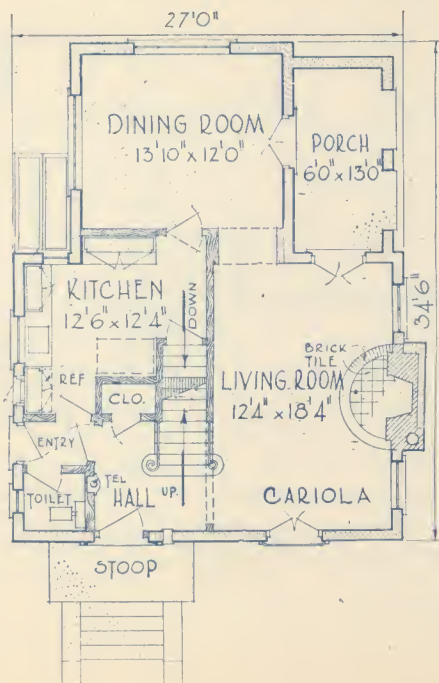 27'0"
DINING ROOM
13'10" x 12'0"
PORCH
6'0" x 13'0"
KITCHEN
12'6" x 12'4"
DOWN
34'6"
REF
CLO.
BRICK
TILE
LIVING ROOM
12'4" x 18'4"
ENTRY
TEL
TOILET
HALL
UP.
CARIOLA
STOOP